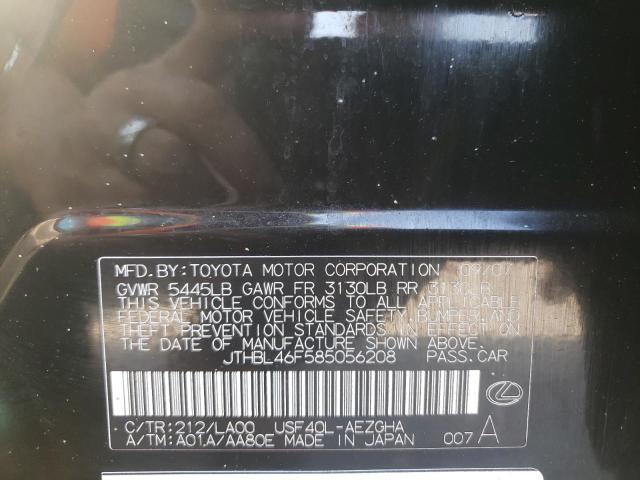 MFD.BY:TOYOTA MOTOR CORPORATION 09/07
GVWR 5445LB GAWR FR 3130LB RR 3130LB
THIS VEHICLE CONFORMS TO ALL APPLICABLE
FEDERAL MOTOR VEHICLE SAFETY, BUMPER, AND
THEFT PREVENTION STANDARDS IN EFFECT ON
THE DATE OF MANUFACTURE SHOWN ABOVE.
JTHBL46F585056208 PASS.CAR
C/TR:212/LA00 USF40L-AEZGHA
A/TM:A01A/AA80E MADE IN JAPAN 007A